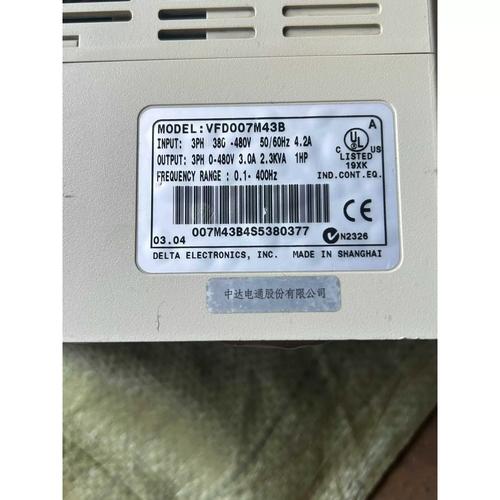 MODEL: VFD007M43B
INPUT: 3PH 380 -480V 50/60Hz 4.2A
OUTPUT: 3PH 0-480V 3.0A 2.3KVA 1HP
FREQUENCY RANGE : 0.1- 400Hz
A
C UL US
LISTED
19XK
IND.CONT.EQ.
007M43B4S5380377
03.04
CE
N2326
DELTA ELECTRONICS, INC. MADE IN SHANGHAI
中达电通股份有限公司